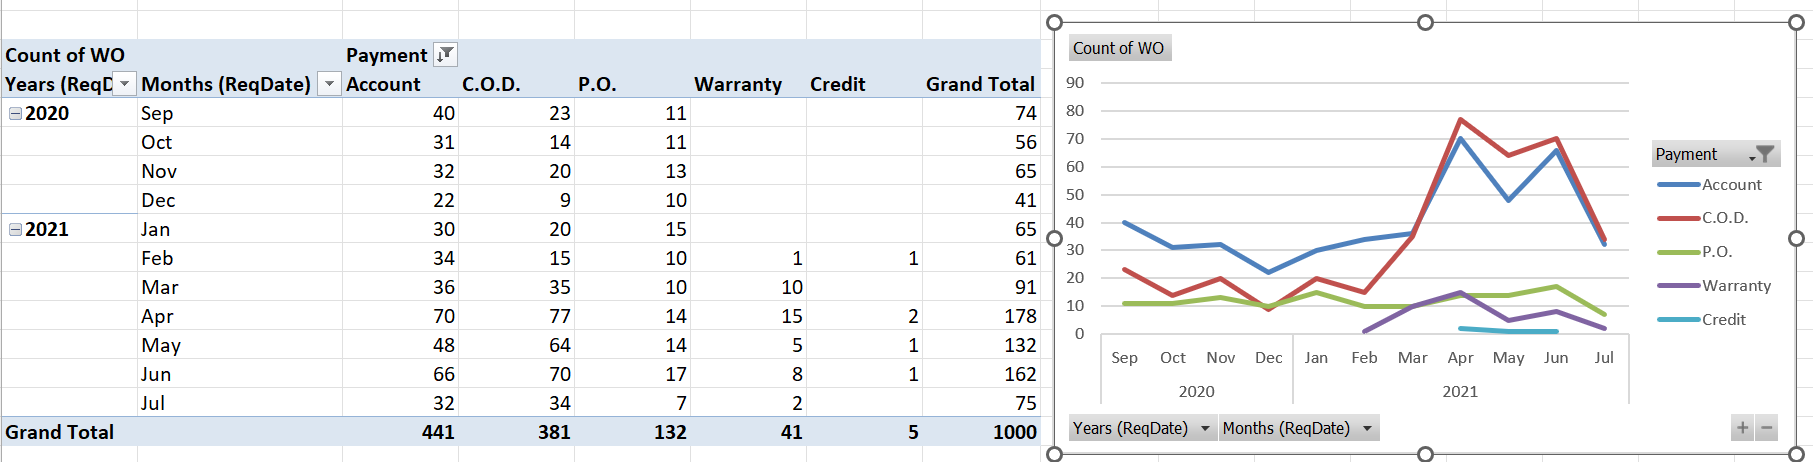 Count of WO Payment
Years (ReqD Months (ReqDate) Account C.O.D. P.O. Warranty Credit Grand Total
2020 Sep 40 23 11 74
Oct 31 14 11 56
Nov 32 20 13 65
Dec 22 9 10 41
2021 Jan 30 20 15 65
Feb 34 15 10 1 1 61
Mar 36 35 10 10 91
Apr 70 77 14 15 2 178
May 48 64 14 5 1 132
Jun 66 70 17 8 1 162
Jul 32 34 7 2 75
Grand Total 441 381 132 41 5 1000
Count of WO
90
80
70
60
50
40
30
20
10
0
Sep Oct Nov Dec Jan Feb Mar Apr May Jun Jul
2020 2021
Payment
Account
C.O.D.
P.O.
Warranty
Credit
Years (ReqDate) Months (ReqDate)
+ −